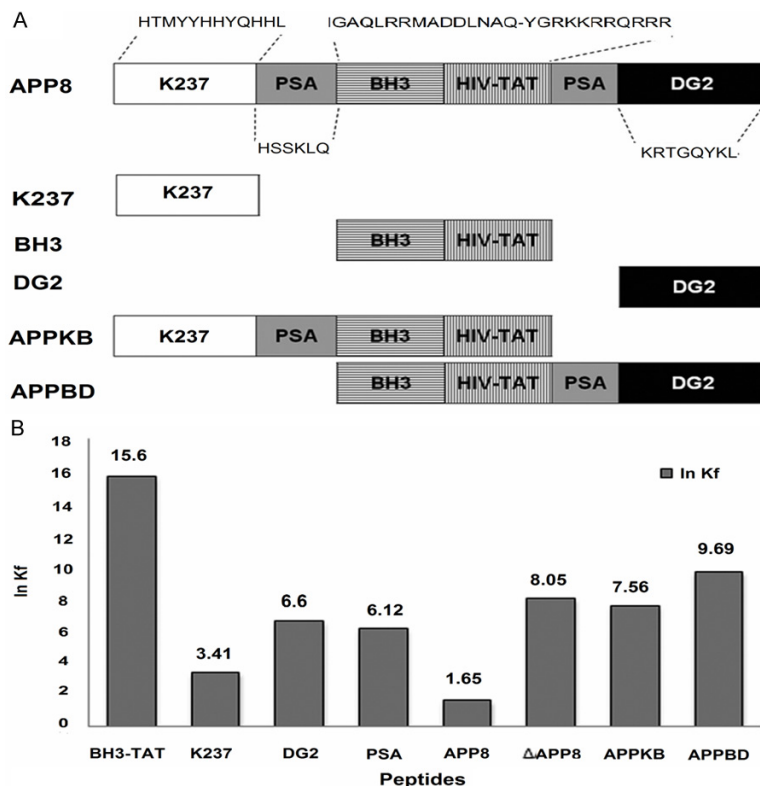 A
HTMYYHHYQHHL IGAQLRRMADDLNAQ-YGRKKRRQRRR
APP8 K237 PSA BH3 HIV-TAT PSA DG2
HSSKLQ KRTGQYKL
K237 K237
BH3 BH3 HIV-TAT
DG2 DG2
APPKB K237 PSA BH3 HIV-TAT
APPBD BH3 HIV-TAT PSA DG2
B
18
16
14
12
10
8
6
4
2
0
ln Kf
15.6
3.41
6.6
6.12
1.65
8.05
7.56
9.69
ln Kf
BH3-TAT K237 DG2 PSA APP8 ΔAPP8 APPKB APPBD
Peptides